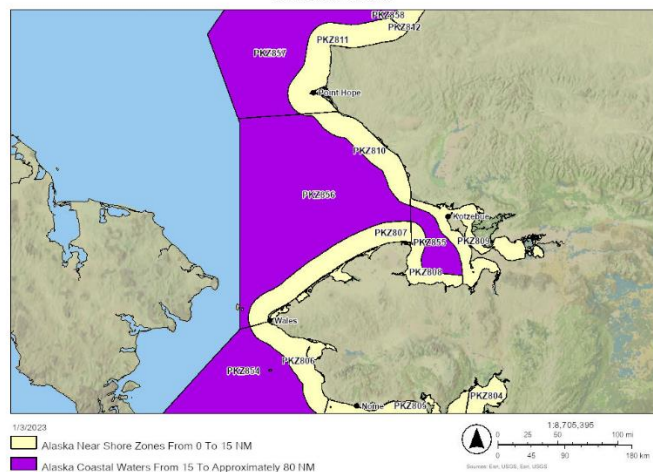 PKZ858
PKZ842
PKZ811
PKZ857
Point Hope
PKZ810
PKZ856
Kotzebue
PKZ807
PKZ855
PKZ809
PKZ808
Wales
PKZ806
PKZ854
PKZ804
Nome
PKZ805
1/3/2023
Alaska Near Shore Zones From 0 To 15 NM
Alaska Coastal Waters From 15 To Approximately 80 NM
1:8,705,395
0 25 50 100 mi
0 45 90 180 km
Sources: Esri, USGS, Esri, USGS